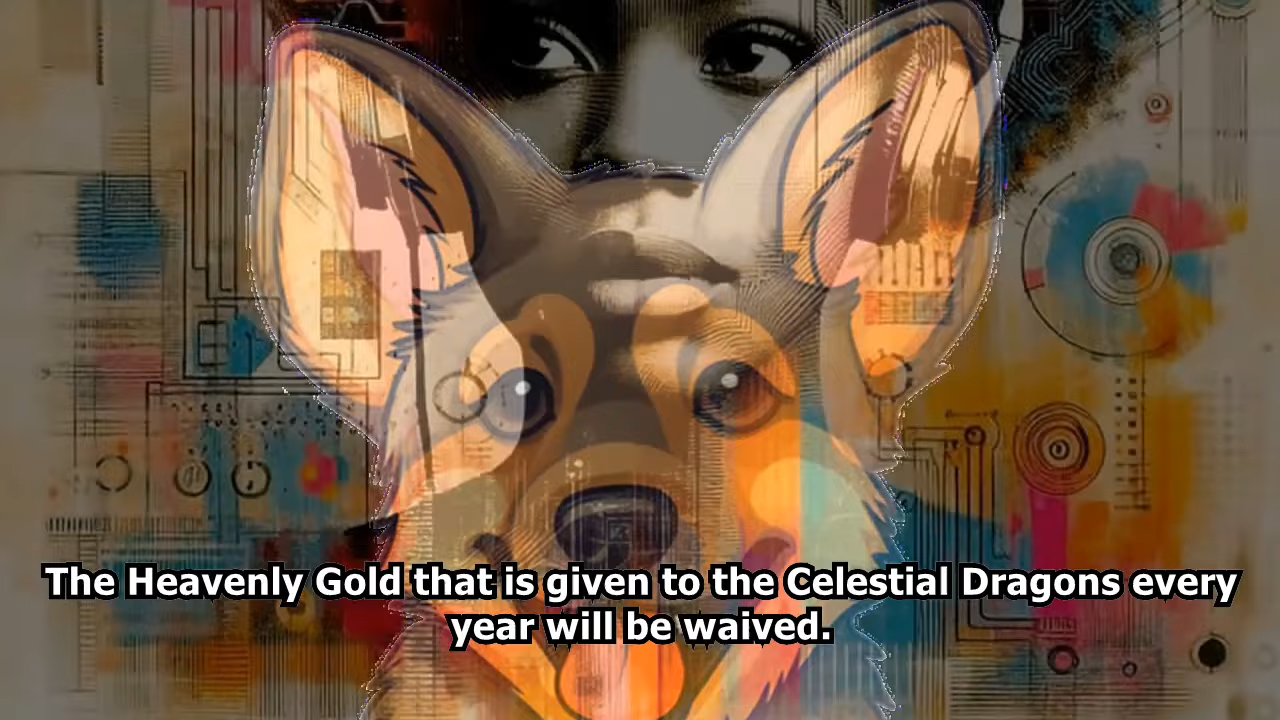 The Heavenly Gold that is given to the Celestial Dragons every
year will be waived.